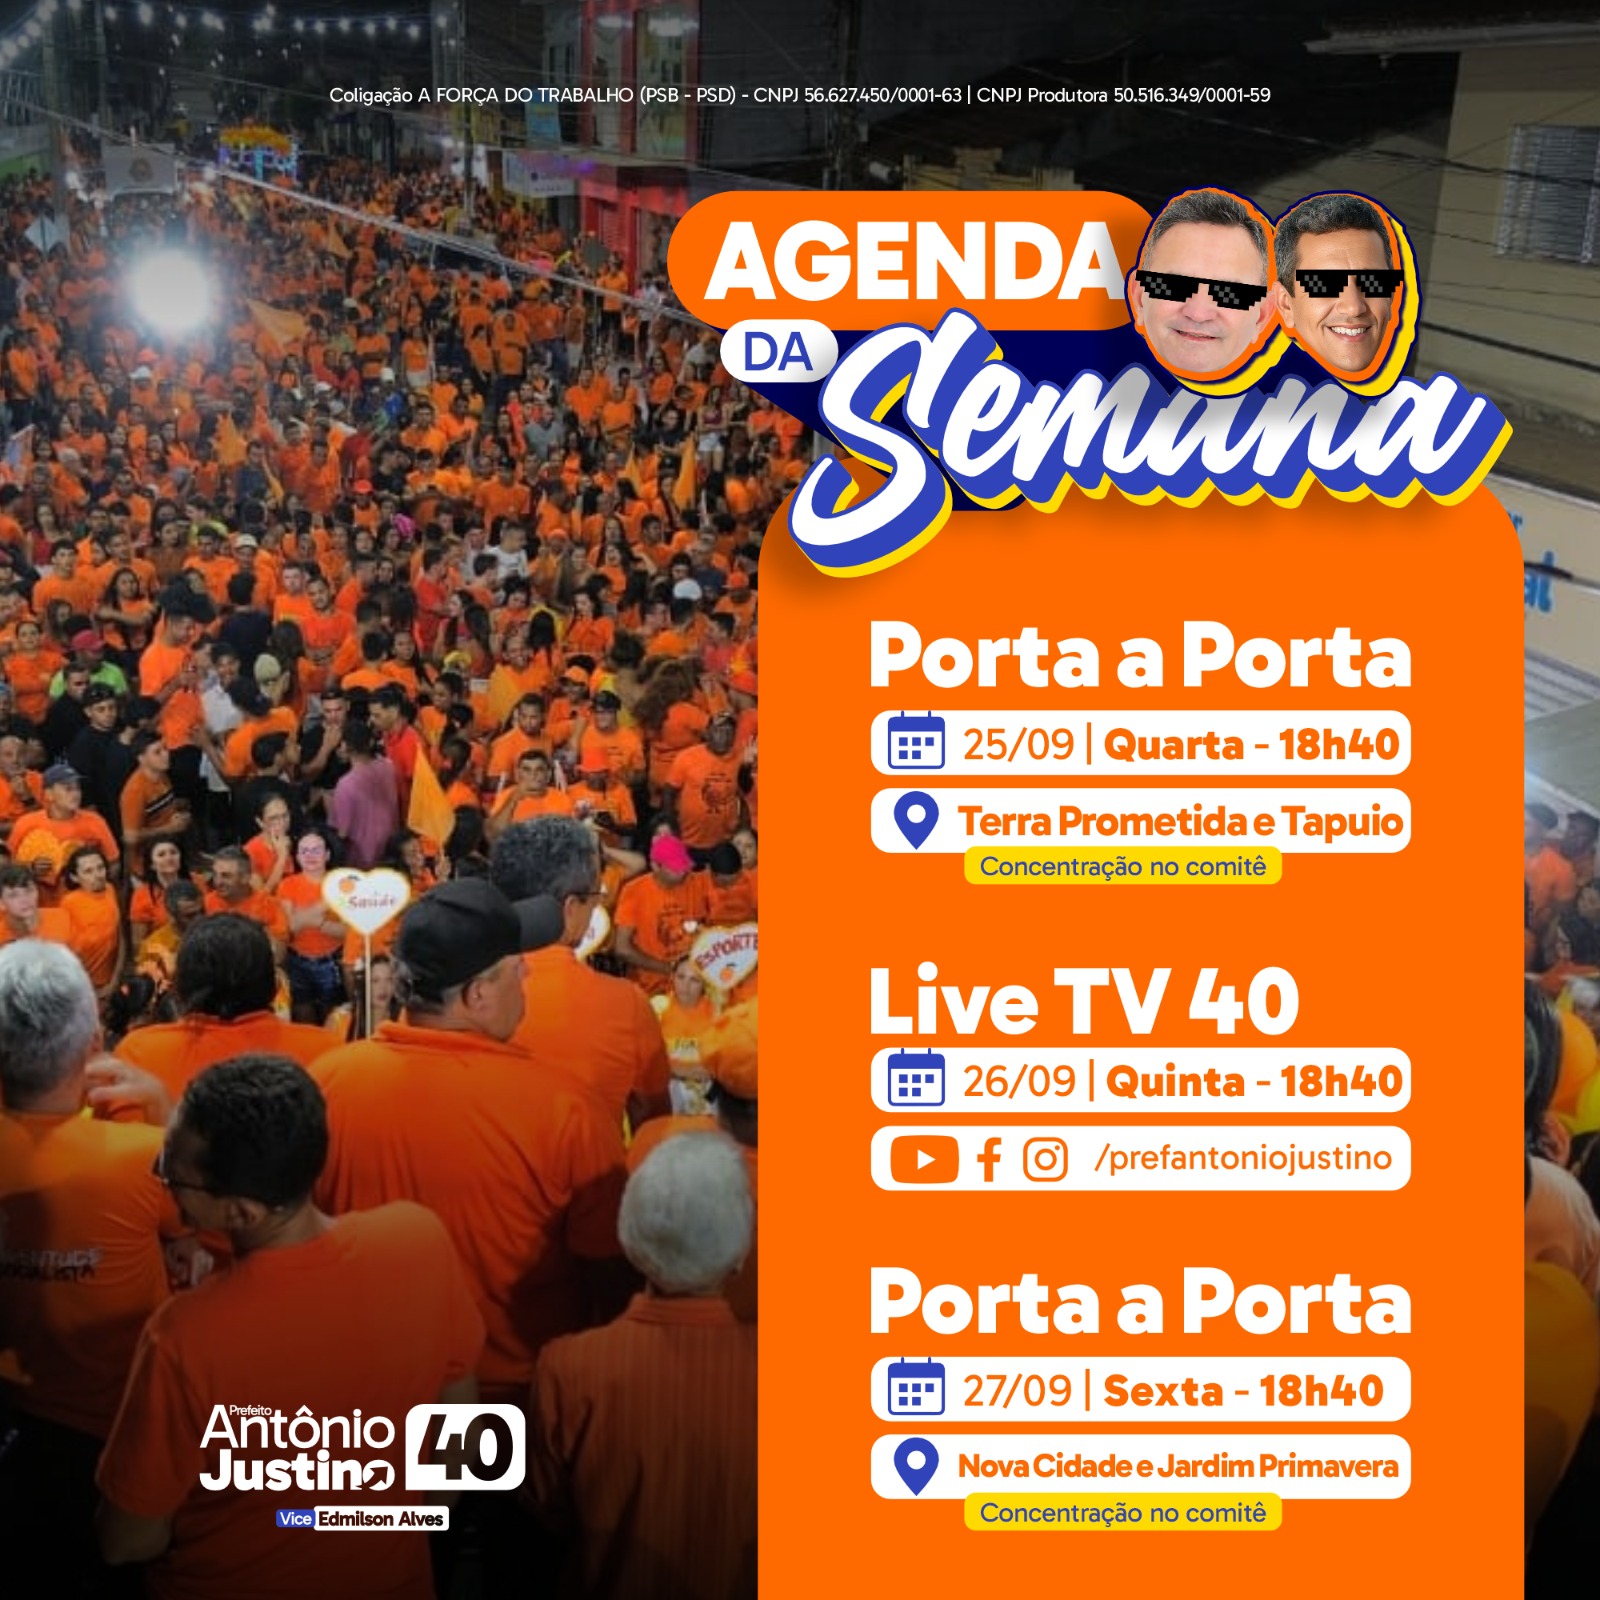 Coligação A FORÇA DO TRABALHO (PSB - PSD) - CNPJ 56.627.450/0001-63 | CNPJ Produtora 50.516.349/0001-59
AGENDA
DA
Semana
Porta a Porta
25/09 | Quarta - 18h40
Terra Prometida e Tapuio
Concentração no comitê
Live TV 40
26/09 | Quinta - 18h40
/prefantoniojustino
Porta a Porta
27/09 | Sexta - 18h40
Nova Cidade e Jardim Primavera
Concentração no comitê
Saúde
ESPORTE
Prefeito
Antônio
Justino
40
Vice Edmilson Alves